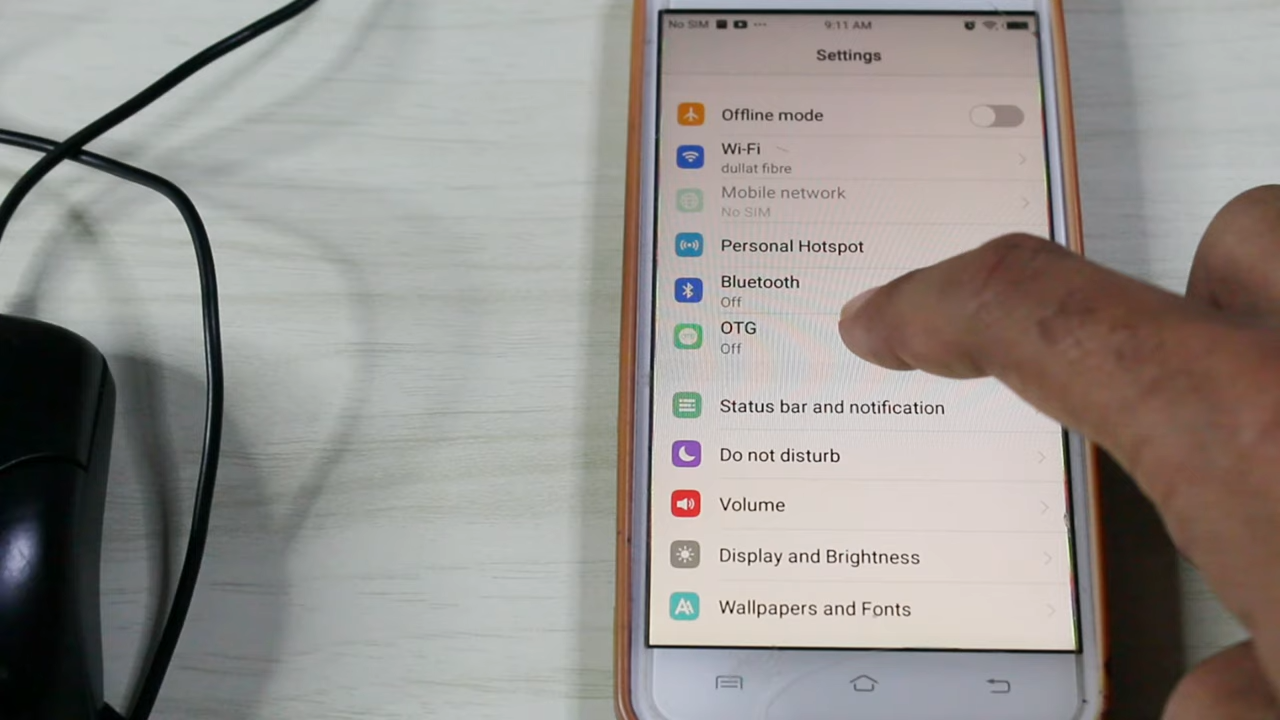 No SIM 9:11 AM
Settings
Offline mode
Wi-Fi
dullat fibre
Mobile network
No SIM
Personal Hotspot
Bluetooth
Off
OTG
Off
Status bar and notification
Do not disturb
Volume
Display and Brightness
Wallpapers and Fonts